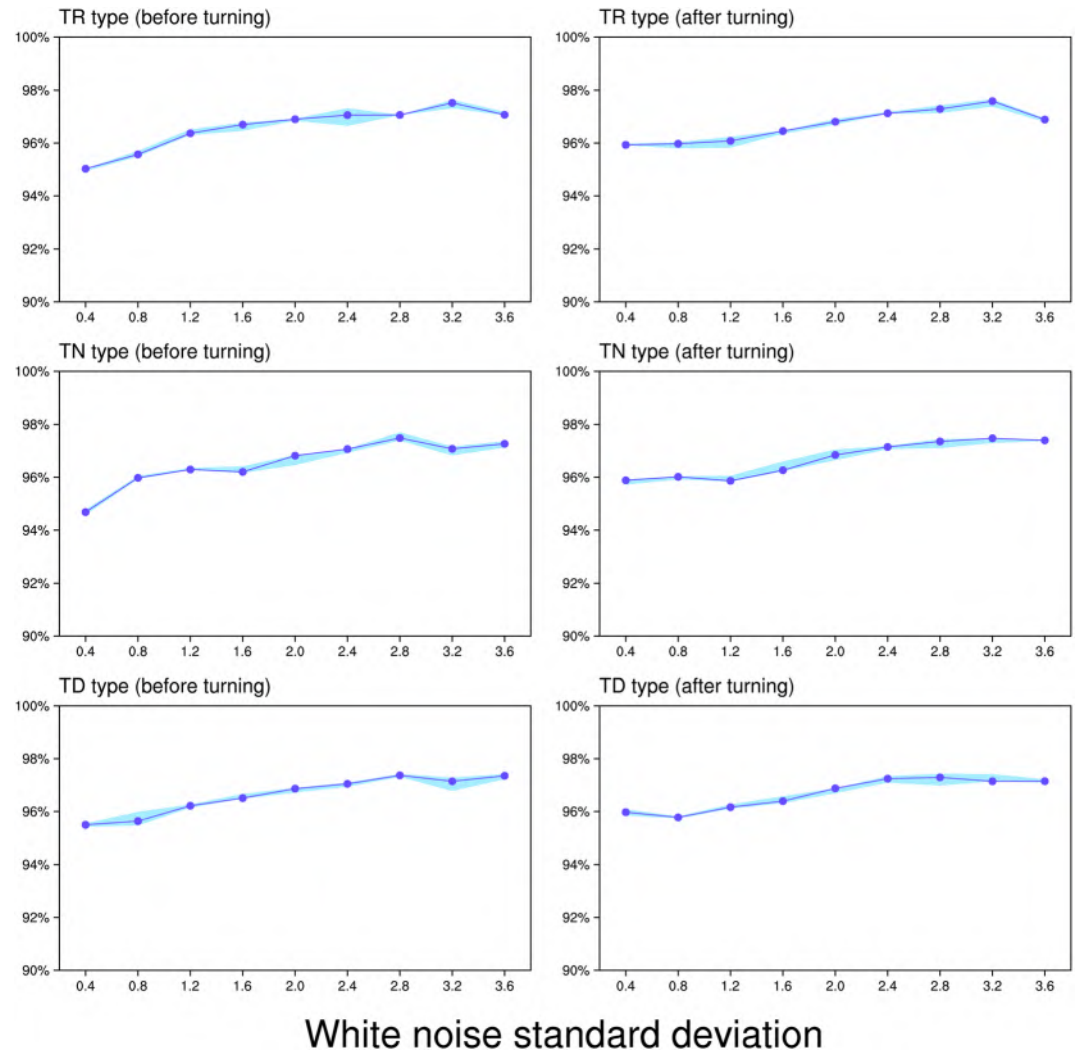 TR type (before turning)
100%
98%
96%
94%
92%
90%
0.4 0.8 1.2 1.6 2.0 2.4 2.8 3.2 3.6
TR type (after turning)
100%
98%
96%
94%
92%
90%
0.4 0.8 1.2 1.6 2.0 2.4 2.8 3.2 3.6
TN type (before turning)
100%
98%
96%
94%
92%
90%
0.4 0.8 1.2 1.6 2.0 2.4 2.8 3.2 3.6
TN type (after turning)
100%
98%
96%
94%
92%
90%
0.4 0.8 1.2 1.6 2.0 2.4 2.8 3.2 3.6
TD type (before turning)
100%
98%
96%
94%
92%
90%
0.4 0.8 1.2 1.6 2.0 2.4 2.8 3.2 3.6
TD type (after turning)
100%
98%
96%
94%
92%
90%
0.4 0.8 1.2 1.6 2.0 2.4 2.8 3.2 3.6
White noise standard deviation